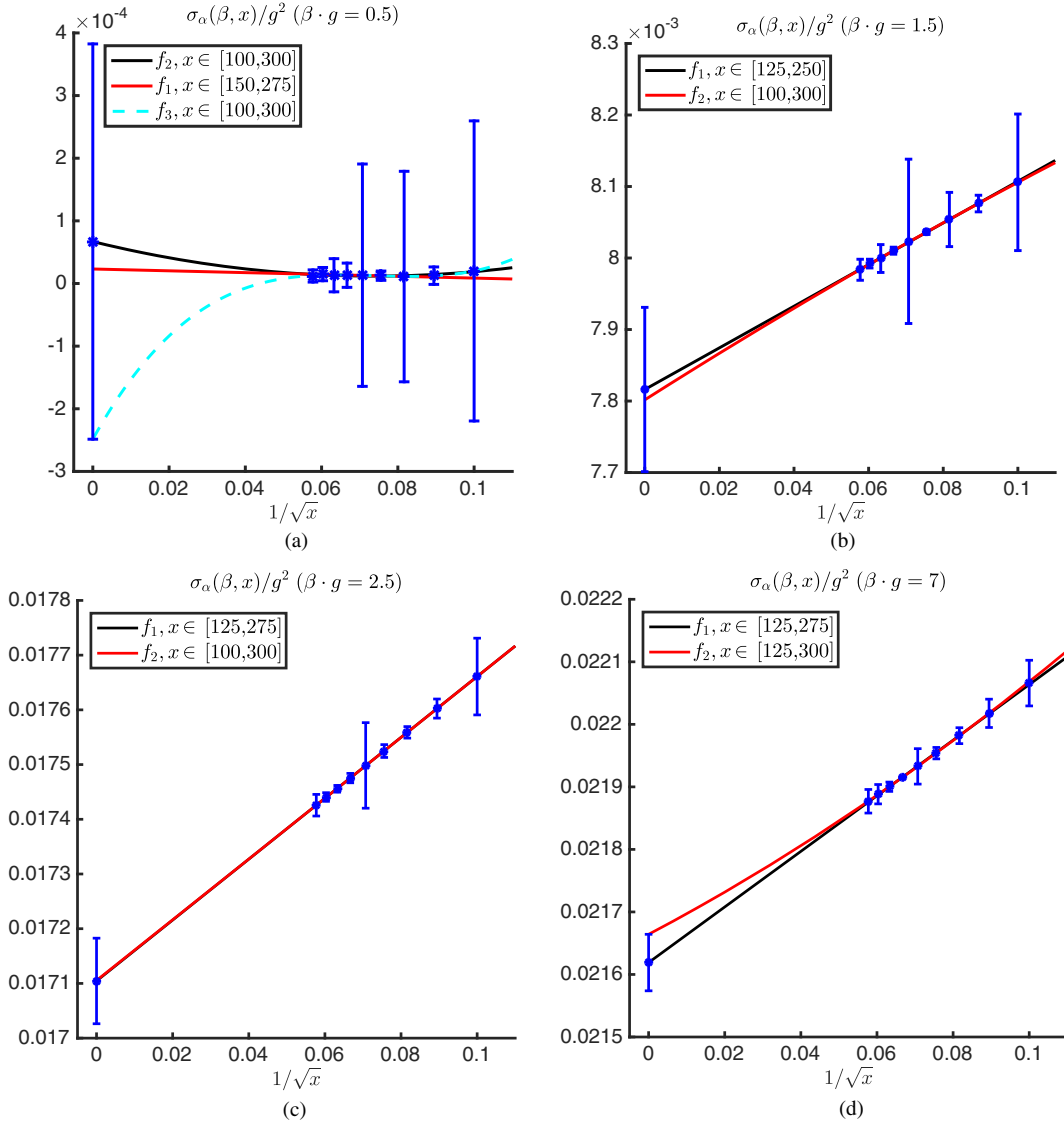 σ_α(β, x)/g² (β · g = 0.5)
×10⁻⁴
4
3
2
1
0
-1
-2
-3
f₂, x ∈ [100,300]
f₁, x ∈ [150,275]
f₃, x ∈ [100,300]
0 0.02 0.04 0.06 0.08 0.1
1/√x
(a)
σ_α(β, x)/g² (β · g = 1.5)
×10⁻³
8.3
8.2
8.1
8
7.9
7.8
7.7
f₁, x ∈ [125,250]
f₂, x ∈ [100,300]
0 0.02 0.04 0.06 0.08 0.1
1/√x
(b)
σ_α(β, x)/g² (β · g = 2.5)
0.0178
0.0177
0.0176
0.0175
0.0174
0.0173
0.0172
0.0171
0.017
f₁, x ∈ [125,275]
f₂, x ∈ [100,300]
0 0.02 0.04 0.06 0.08 0.1
1/√x
(c)
σ_α(β, x)/g² (β · g = 7)
0.0222
0.0221
0.022
0.0219
0.0218
0.0217
0.0216
0.0215
f₁, x ∈ [125,275]
f₂, x ∈ [125,300]
0 0.02 0.04 0.06 0.08 0.1
1/√x
(d)